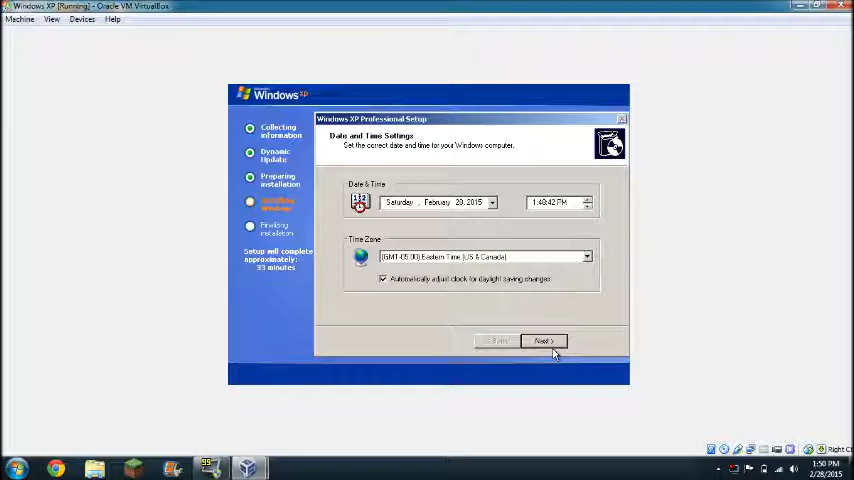 Windows XP [Running] - Oracle VM VirtualBox
Machine View Devices Help
Microsoft
Windows xp
Collecting
information
Dynamic
Update
Preparing
installation
Installing
Windows
Finalizing
installation
Setup will complete
approximately:
33 minutes
Windows XP Professional Setup
Date and Time Settings
Set the correct date and time for your Windows computer.
Date & Time
Saturday , February 28, 2015
1:48:42 PM
Time Zone
(GMT-05:00) Eastern Time (US & Canada)
Automatically adjust clock for daylight saving changes
< Back
Next >
Right C
99
1:50 PM
2/28/2015